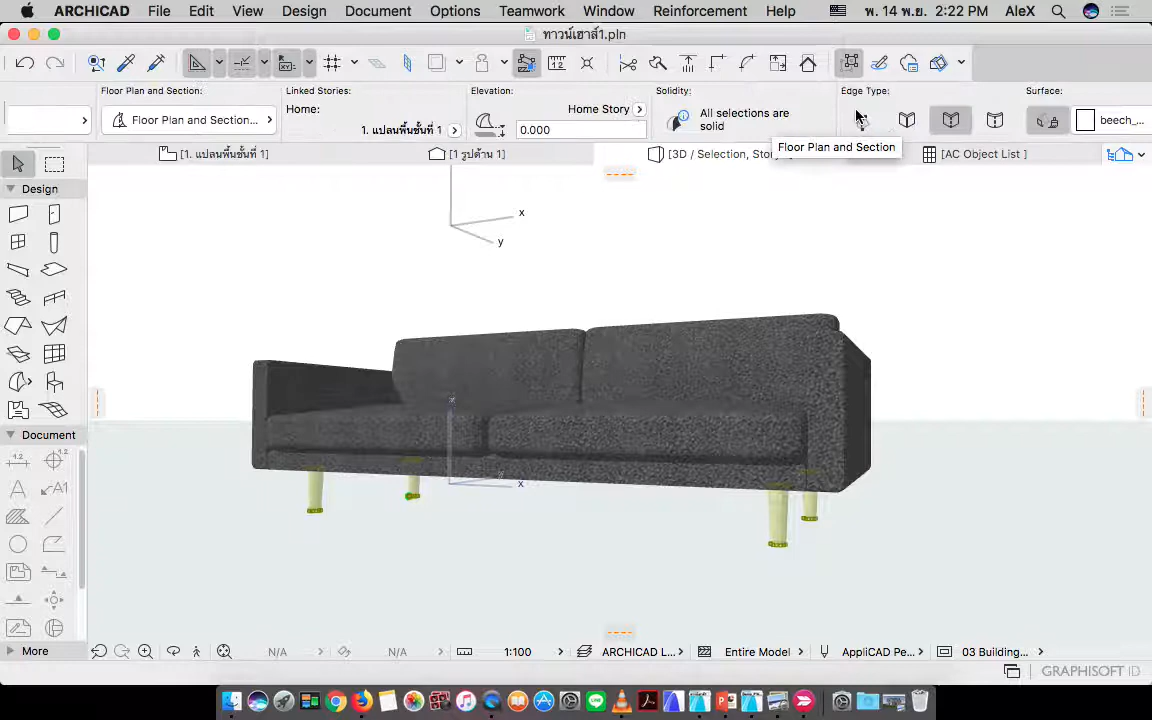 ARCHICAD File Edit View Design Document Options Teamwork Window Reinforcement Help พ. 14 พ.ย. 2:22 PM AleX
ทาวน์เฮาส์1.pln
Floor Plan and Section:
Linked Stories:
Elevation:
Solidity:
Edge Type:
Surface:
Home:
Home Story
All selections are solid
Floor Plan and Section...
1. แปลนพื้นชั้นที่ 1
0.000
beech_...
Floor Plan and Section
[1. แปลนพื้นชั้นที่ 1]
[1 รูปด้าน 1]
[3D / Selection, Sto
[AC Object List ]
Design
x
y
z
x
Document
1.2
A
A1
More
N/A
N/A
1:100
ARCHICAD L...
Entire Model
AppliCAD Pe...
03 Building...
GRAPHISOFT ID